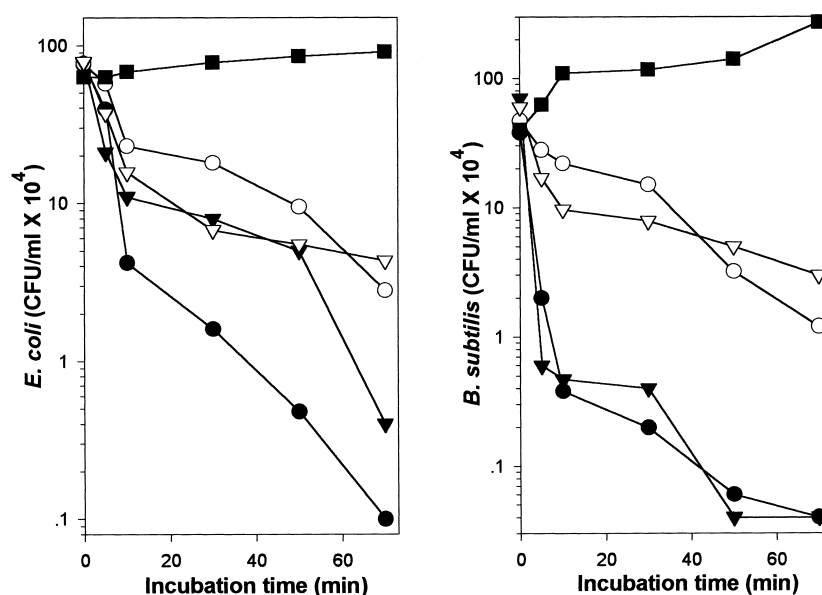 E. coli (CFU/ml X 10^4)
100
10
1
.1
0 20 40 60
Incubation time (min)
B. subtilis (CFU/ml X 10^4)
100
10
1
.1
0 20 40 60
Incubation time (min)